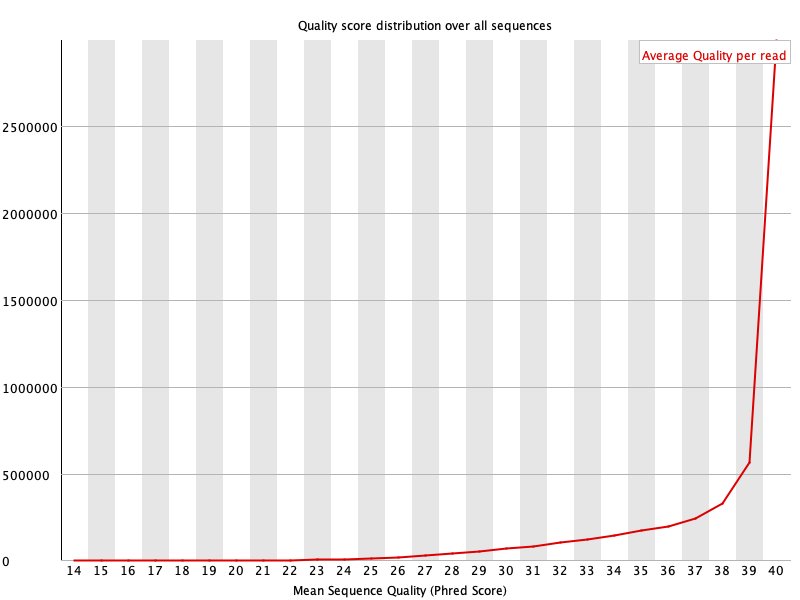 Quality score distribution over all sequences
Average Quality per read
2500000
2000000
1500000
1000000
500000
0
14 15 16 17 18 19 20 21 22 23 24 25 26 27 28 29 30 31 32 33 34 35 36 37 38 39 40
Mean Sequence Quality (Phred Score)